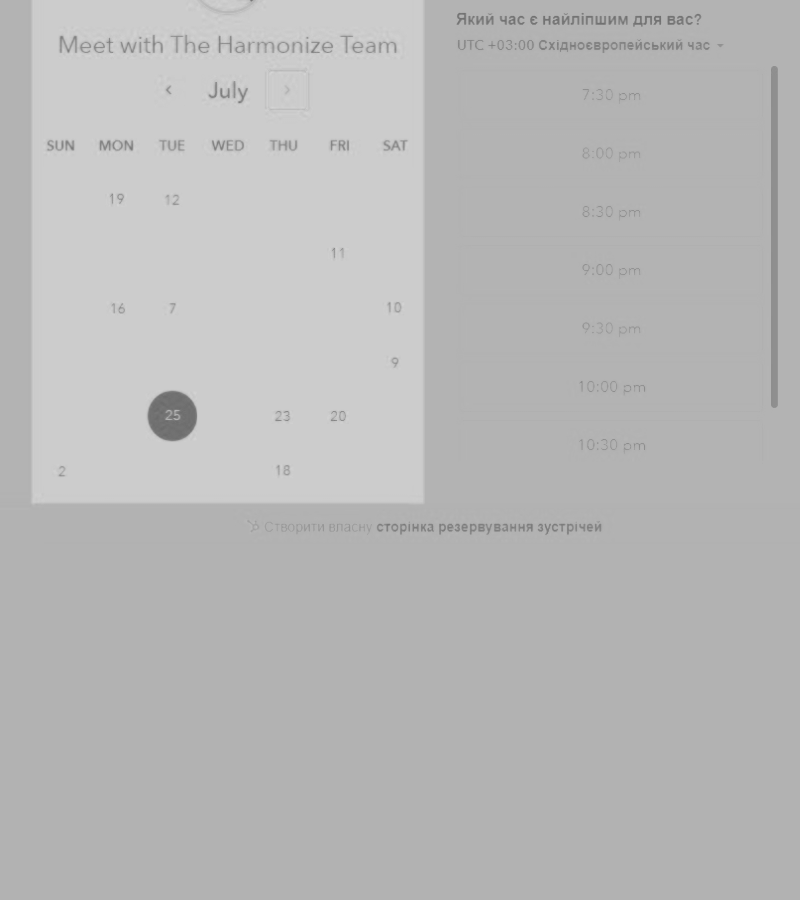 Meet with The Harmonize Team
July
SUN MON TUE WED THU FRI SAT
19 12
11
16 7 10
9
25 23 20
2 18
Який час є найліпшим для вас?
UTC +03:00 Східноєвропейський час
7:30 pm
8:00 pm
8:30 pm
9:00 pm
9:30 pm
10:00 pm
10:30 pm
Створити власну сторінка резервування зустрічей